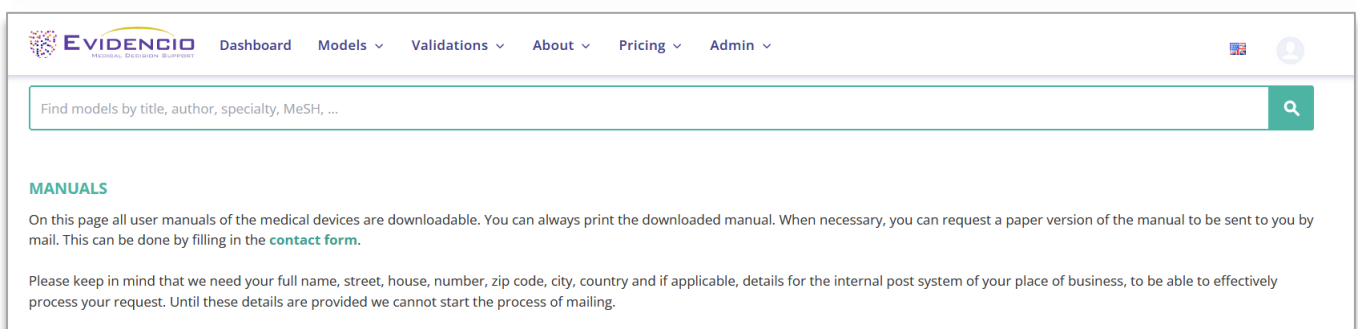 EVIDENCIO
MEDICAL DECISION SUPPORT
Dashboard Models Validations About Pricing Admin
Find models by title, author, specialty, MeSH, ...
MANUALS
On this page all user manuals of the medical devices are downloadable. You can always print the downloaded manual. When necessary, you can request a paper version of the manual to be sent to you by
mail. This can be done by filling in the contact form.
Please keep in mind that we need your full name, street, house, number, zip code, city, country and if applicable, details for the internal post system of your place of business, to be able to effectively
process your request. Until these details are provided we cannot start the process of mailing.